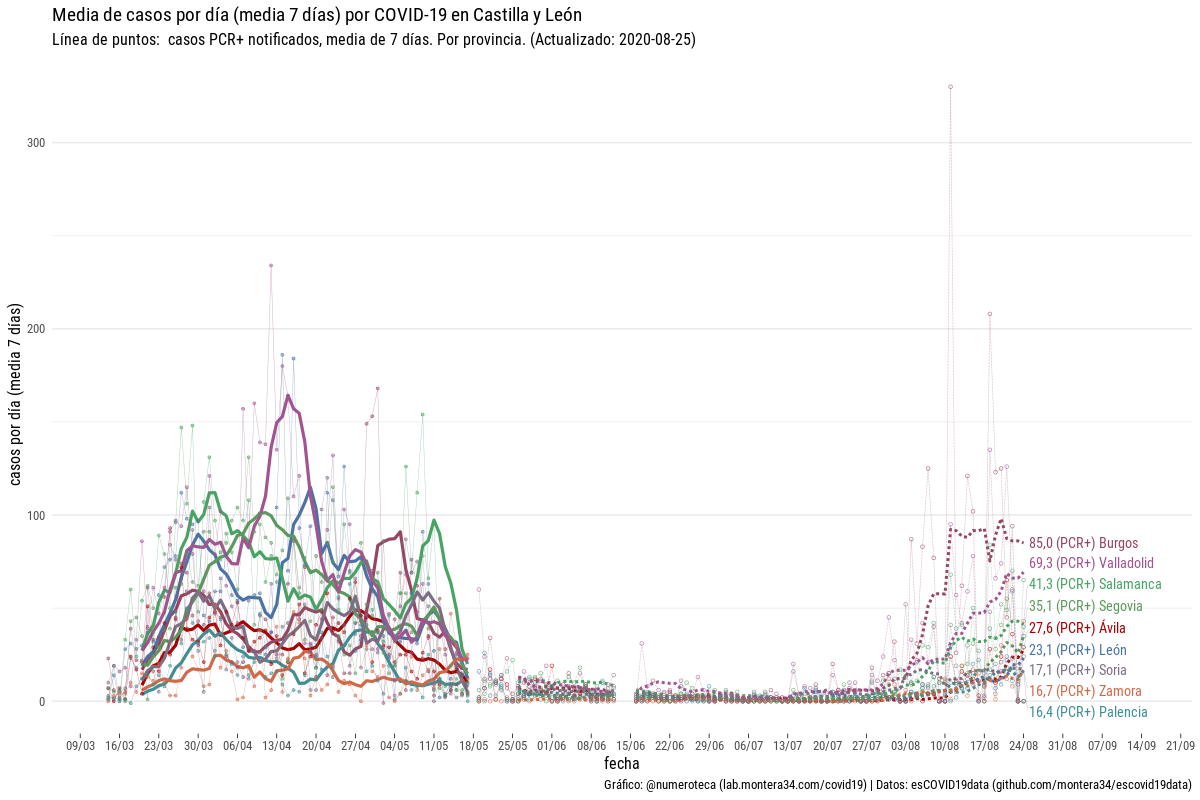 Media de casos por día (media 7 días) por COVID-19 en Castilla y León
Línea de puntos:  casos PCR+ notificados, media de 7 días. Por provincia. (Actualizado: 2020-08-25)
casos por día (media 7 días)
300
200
100
0
85,0 (PCR+) Burgos
69,3 (PCR+) Valladolid
41,3 (PCR+) Salamanca
35,1 (PCR+) Segovia
27,6 (PCR+) Ávila
23,1 (PCR+) León
17,1 (PCR+) Soria
16,7 (PCR+) Zamora
16,4 (PCR+) Palencia
09/03 16/03 23/03 30/03 06/04 13/04 20/04 27/04 04/05 11/05 18/05 25/05 01/06 08/06 15/06 22/06 29/06 06/07 13/07 20/07 27/07 03/08 10/08 17/08 24/08 31/08 07/09 14/09 21/09
fecha
Gráfico: @numeroteca (lab.montera34.com/covid19) | Datos: esCOVID19data (github.com/montera34/escovid19data)